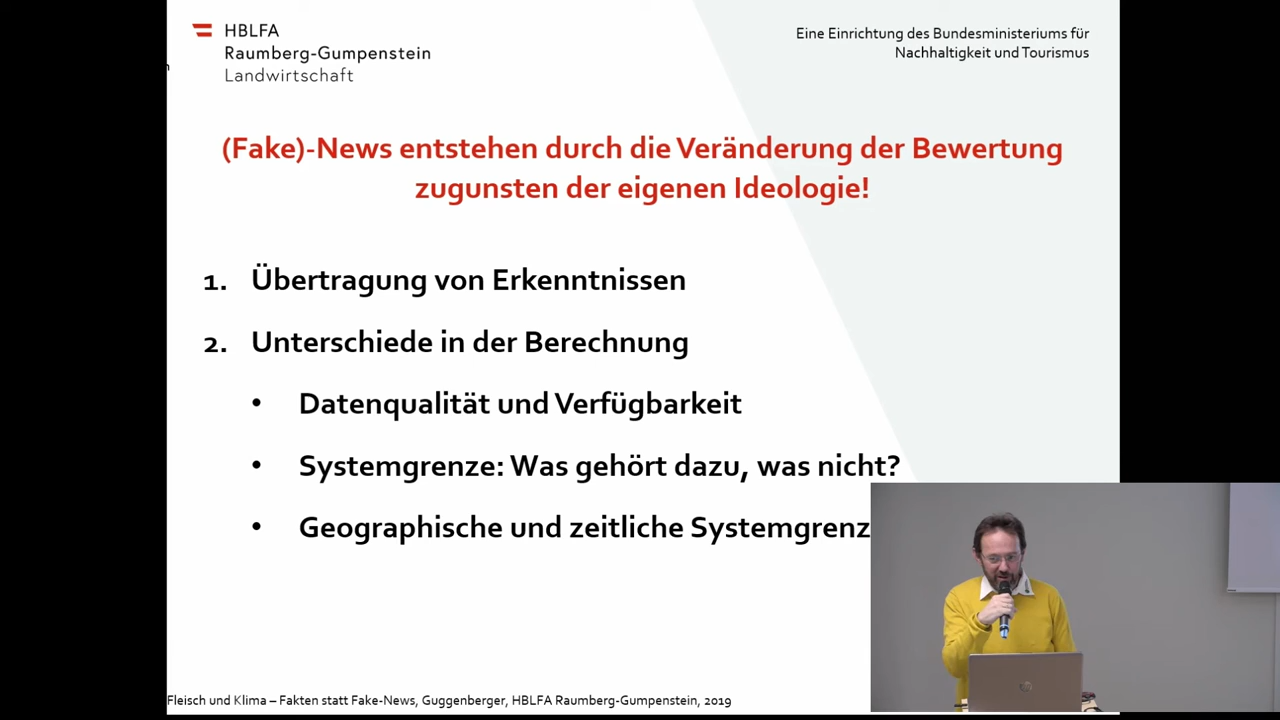 HBLFA
Raumberg-Gumpenstein
Landwirtschaft
Eine Einrichtung des Bundesministeriums für
Nachhaltigkeit und Tourismus
n
(Fake)-News entstehen durch die Veränderung der Bewertung
zugunsten der eigenen Ideologie!
1. Übertragung von Erkenntnissen
2. Unterschiede in der Berechnung
• Datenqualität und Verfügbarkeit
• Systemgrenze: Was gehört dazu, was nicht?
• Geographische und zeitliche Systemgrenz
Fleisch und Klima – Fakten statt Fake-News, Guggenberger, HBLFA Raumberg-Gumpenstein, 2019